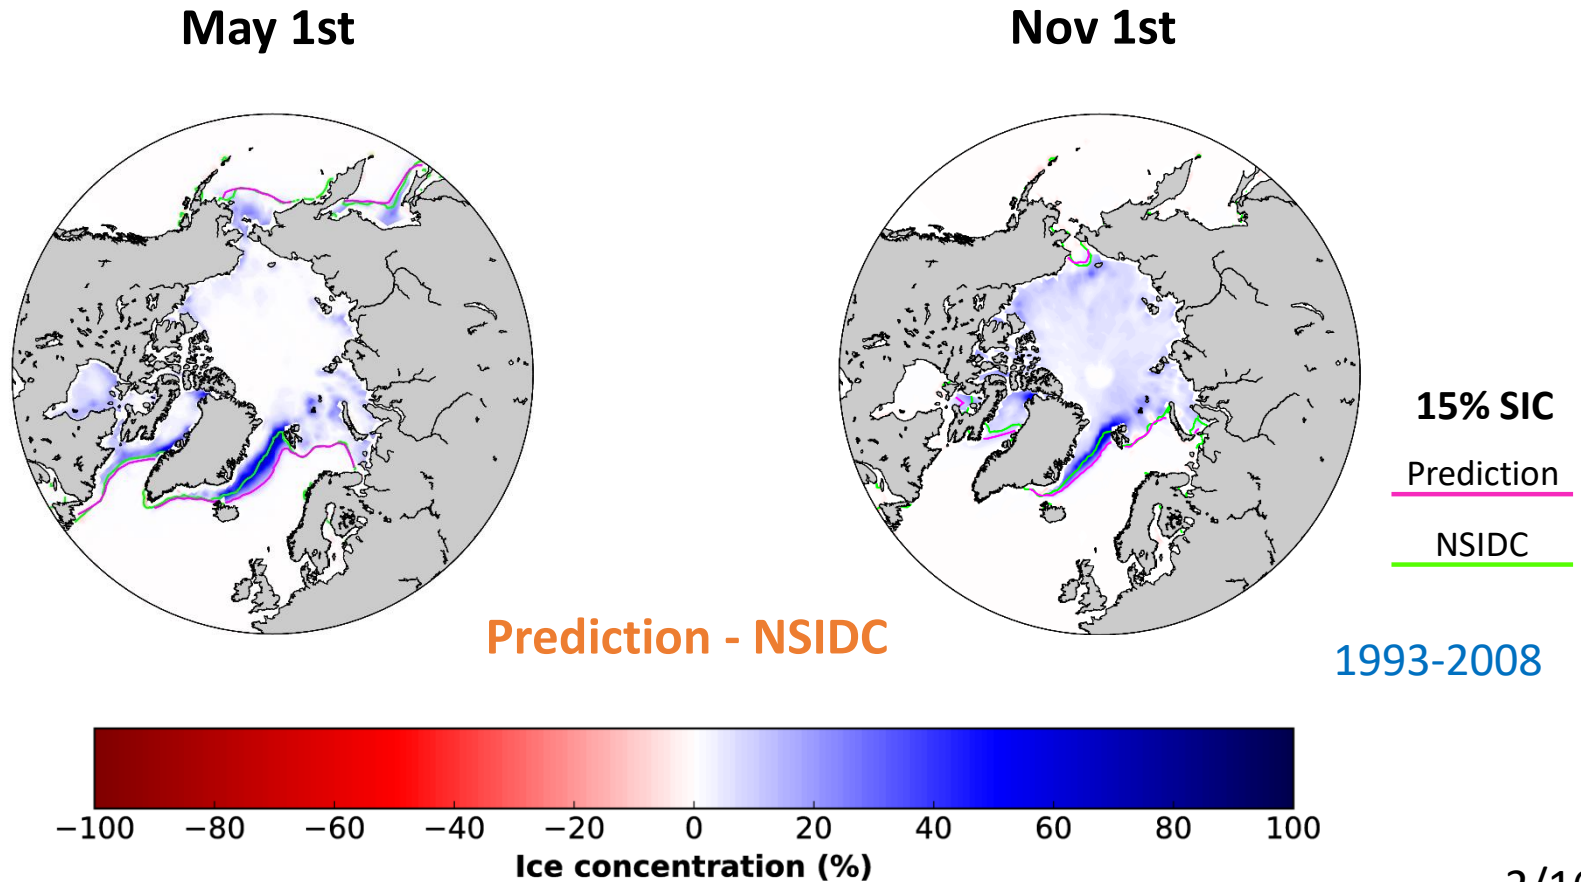 May 1st
Nov 1st
15% SIC
Prediction
NSIDC
Prediction - NSIDC
1993-2008
−100 −80 −60 −40 −20 0 20 40 60 80 100
Ice concentration (%)